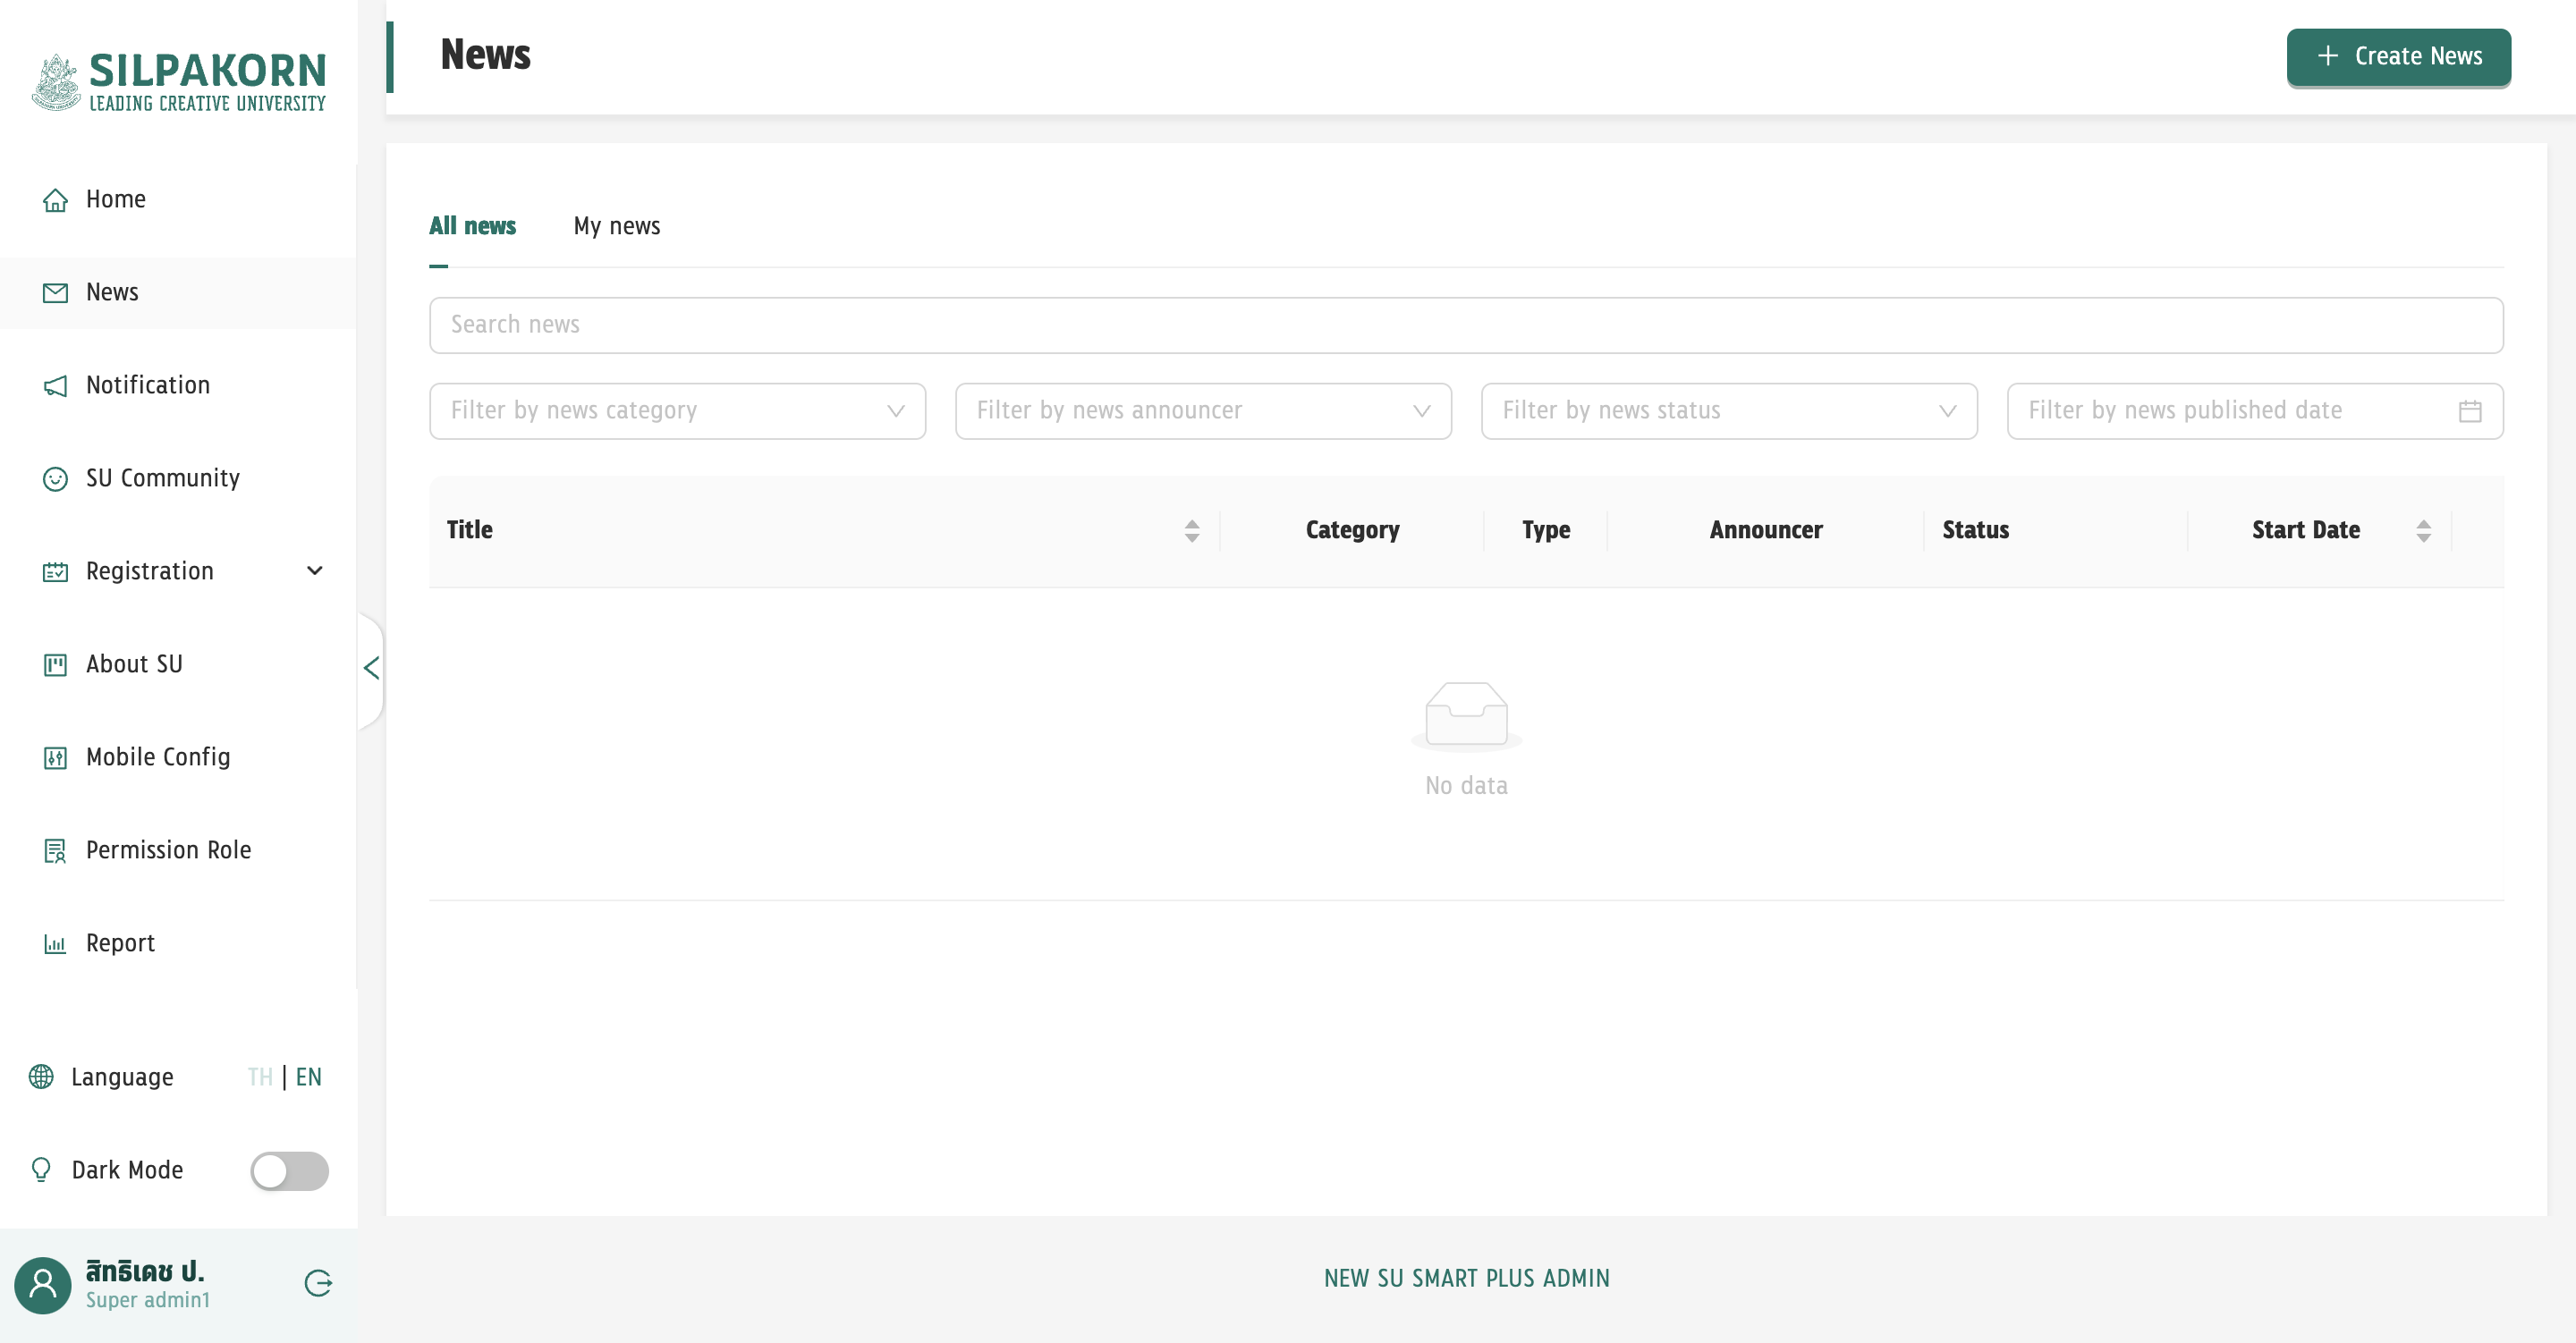 SILPAKORN
LEADING CREATIVE UNIVERSITY
Home
News
Notification
SU Community
Registration
About SU
Mobile Config
Permission Role
Report
Language TH | EN
Dark Mode
สิทธิเดช ป.
Super admin1
News
Create News
All news My news
Search news
Filter by news category Filter by news announcer Filter by news status Filter by news published date
Title Category Type Announcer Status Start Date
No data
NEW SU SMART PLUS ADMIN